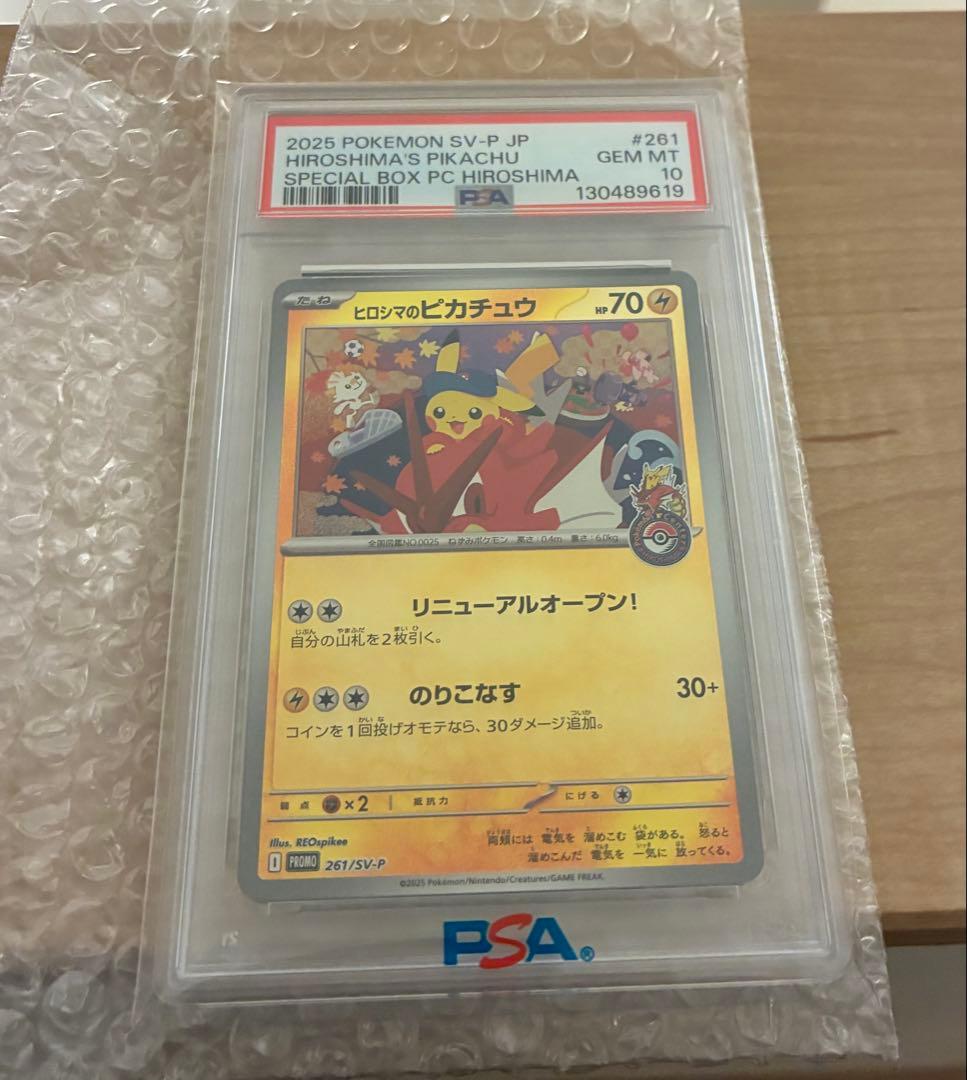 2025 POKEMON SV-P JP #261
HIROSHIMA'S PIKACHU GEM MT
SPECIAL BOX PC HIROSHIMA 10
PSA 130489619
たね ヒロシマのピカチュウ HP70
全国図鑑NO.0025 ねずみポケモン 高さ:0.4m 重さ:6.0kg
リニューアルオープン!
自分の山札を2枚引く。
のりこなす 30+
コインを1回投げオモテなら、30ダメージ追加。
弱点 ×2 抵抗力 にげる
Illus. REOspikee
両頬には 電気を 溜めこむ 袋がある。 怒ると
溜めこんだ 電気を 一気に 放ってくる。
I PROMO 261/SV-P
©2025 Pokémon/Nintendo/Creatures/GAME FREAK.
PSA®